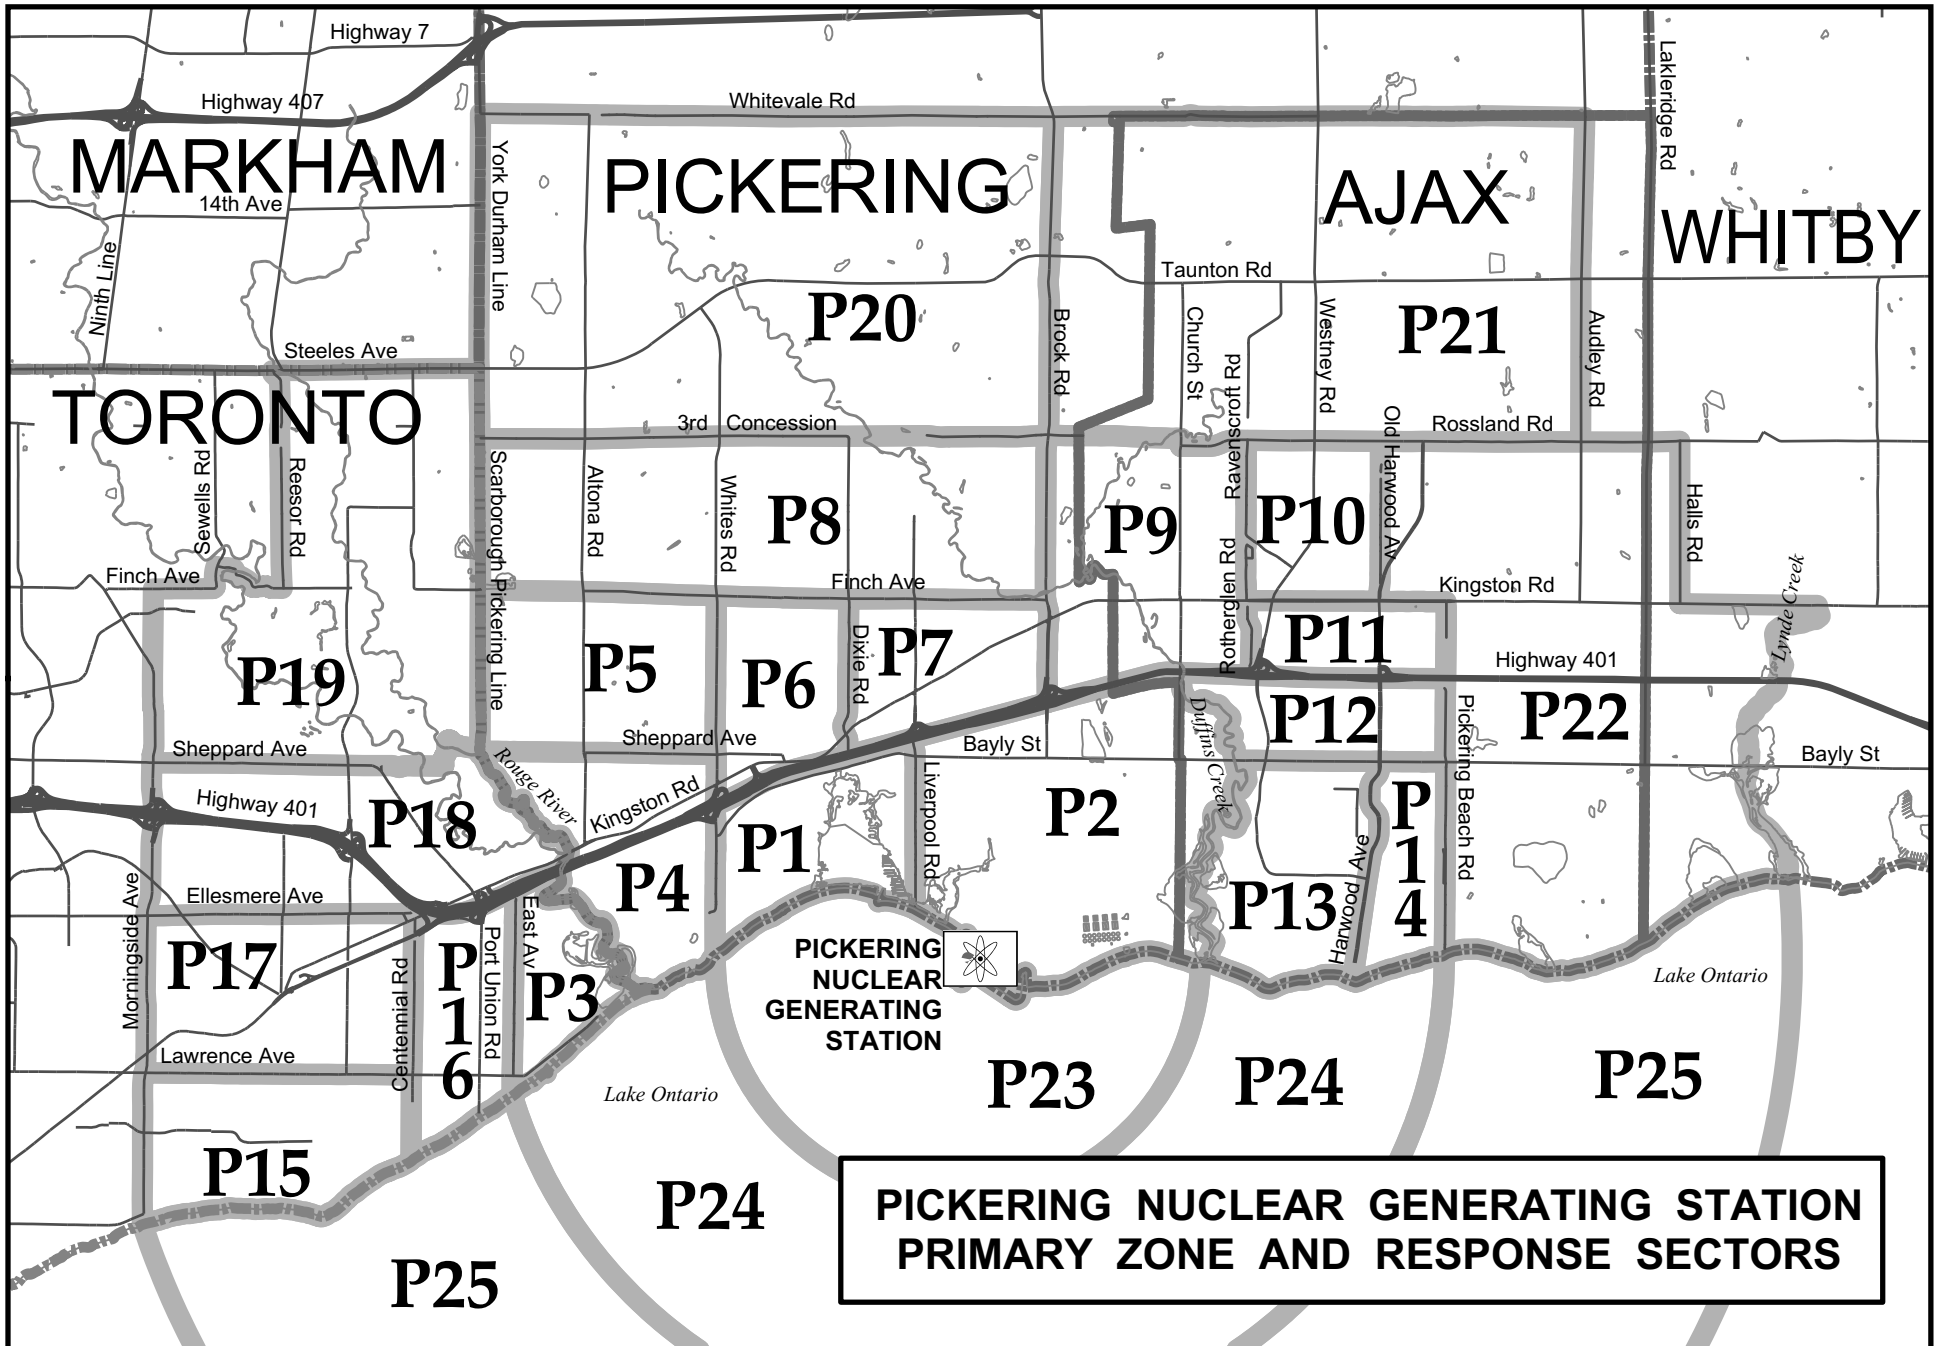 Highway 7
Highway 407
Whitevale Rd
Lakleridge Rd
MARKHAM
PICKERING
AJAX
WHITBY
14th Ave
Ninth Line
York Durham Line
Taunton Rd
P20
P21
Brock Rd
Church St
Ravenscroft Rd
Westney Rd
Audley Rd
Steeles Ave
TORONTO
3rd Concession
Rossland Rd
Old Harwood Av
Sewells Rd
Reesor Rd
Scarborough Pickering Line
Altona Rd
Whites Rd
P8
P9
P10
Halls Rd
Finch Ave
Finch Ave
Kingston Rd
Rotherglen Rd
Lynde Creek
P19
P5
P6
Dixie Rd
P7
P11
Highway 401
P12
P22
Pickering Beach Rd
Sheppard Ave
Sheppard Ave
Bayly St
Bayly St
Duffins Creek
Rouge River
Highway 401
P18
Kingston Rd
P1
Liverpool Rd
P2
P
1
4
P4
P13
Harwood Ave
Ellesmere Ave
Morningside Ave
P17
Centennial Rd
P
1
6
Port Union Rd
East Av
P3
PICKERING
NUCLEAR
GENERATING
STATION
Lake Ontario
Lawrence Ave
Lake Ontario
P23
P24
P25
P15
P24
P25
PICKERING NUCLEAR GENERATING STATION
PRIMARY ZONE AND RESPONSE SECTORS